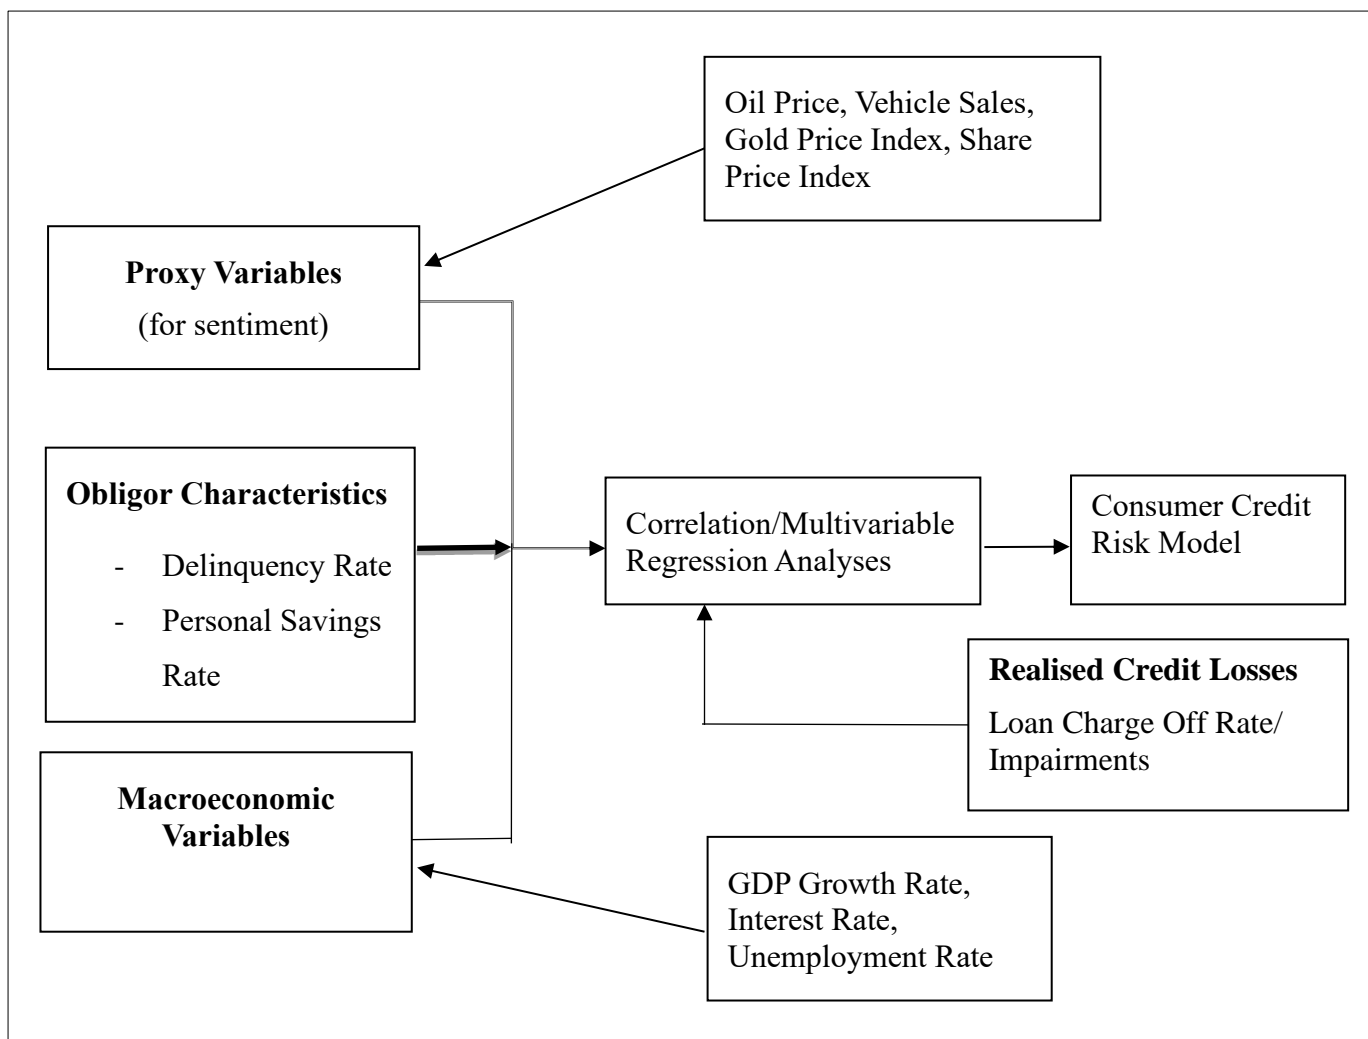 Oil Price, Vehicle Sales,
Gold Price Index, Share
Price Index
Proxy Variables
(for sentiment)
Obligor Characteristics
- Delinquency Rate
- Personal Savings
Rate
Correlation/Multivariable
Regression Analyses
Consumer Credit
Risk Model
Realised Credit Losses
Loan Charge Off Rate/
Impairments
Macroeconomic
Variables
GDP Growth Rate,
Interest Rate,
Unemployment Rate